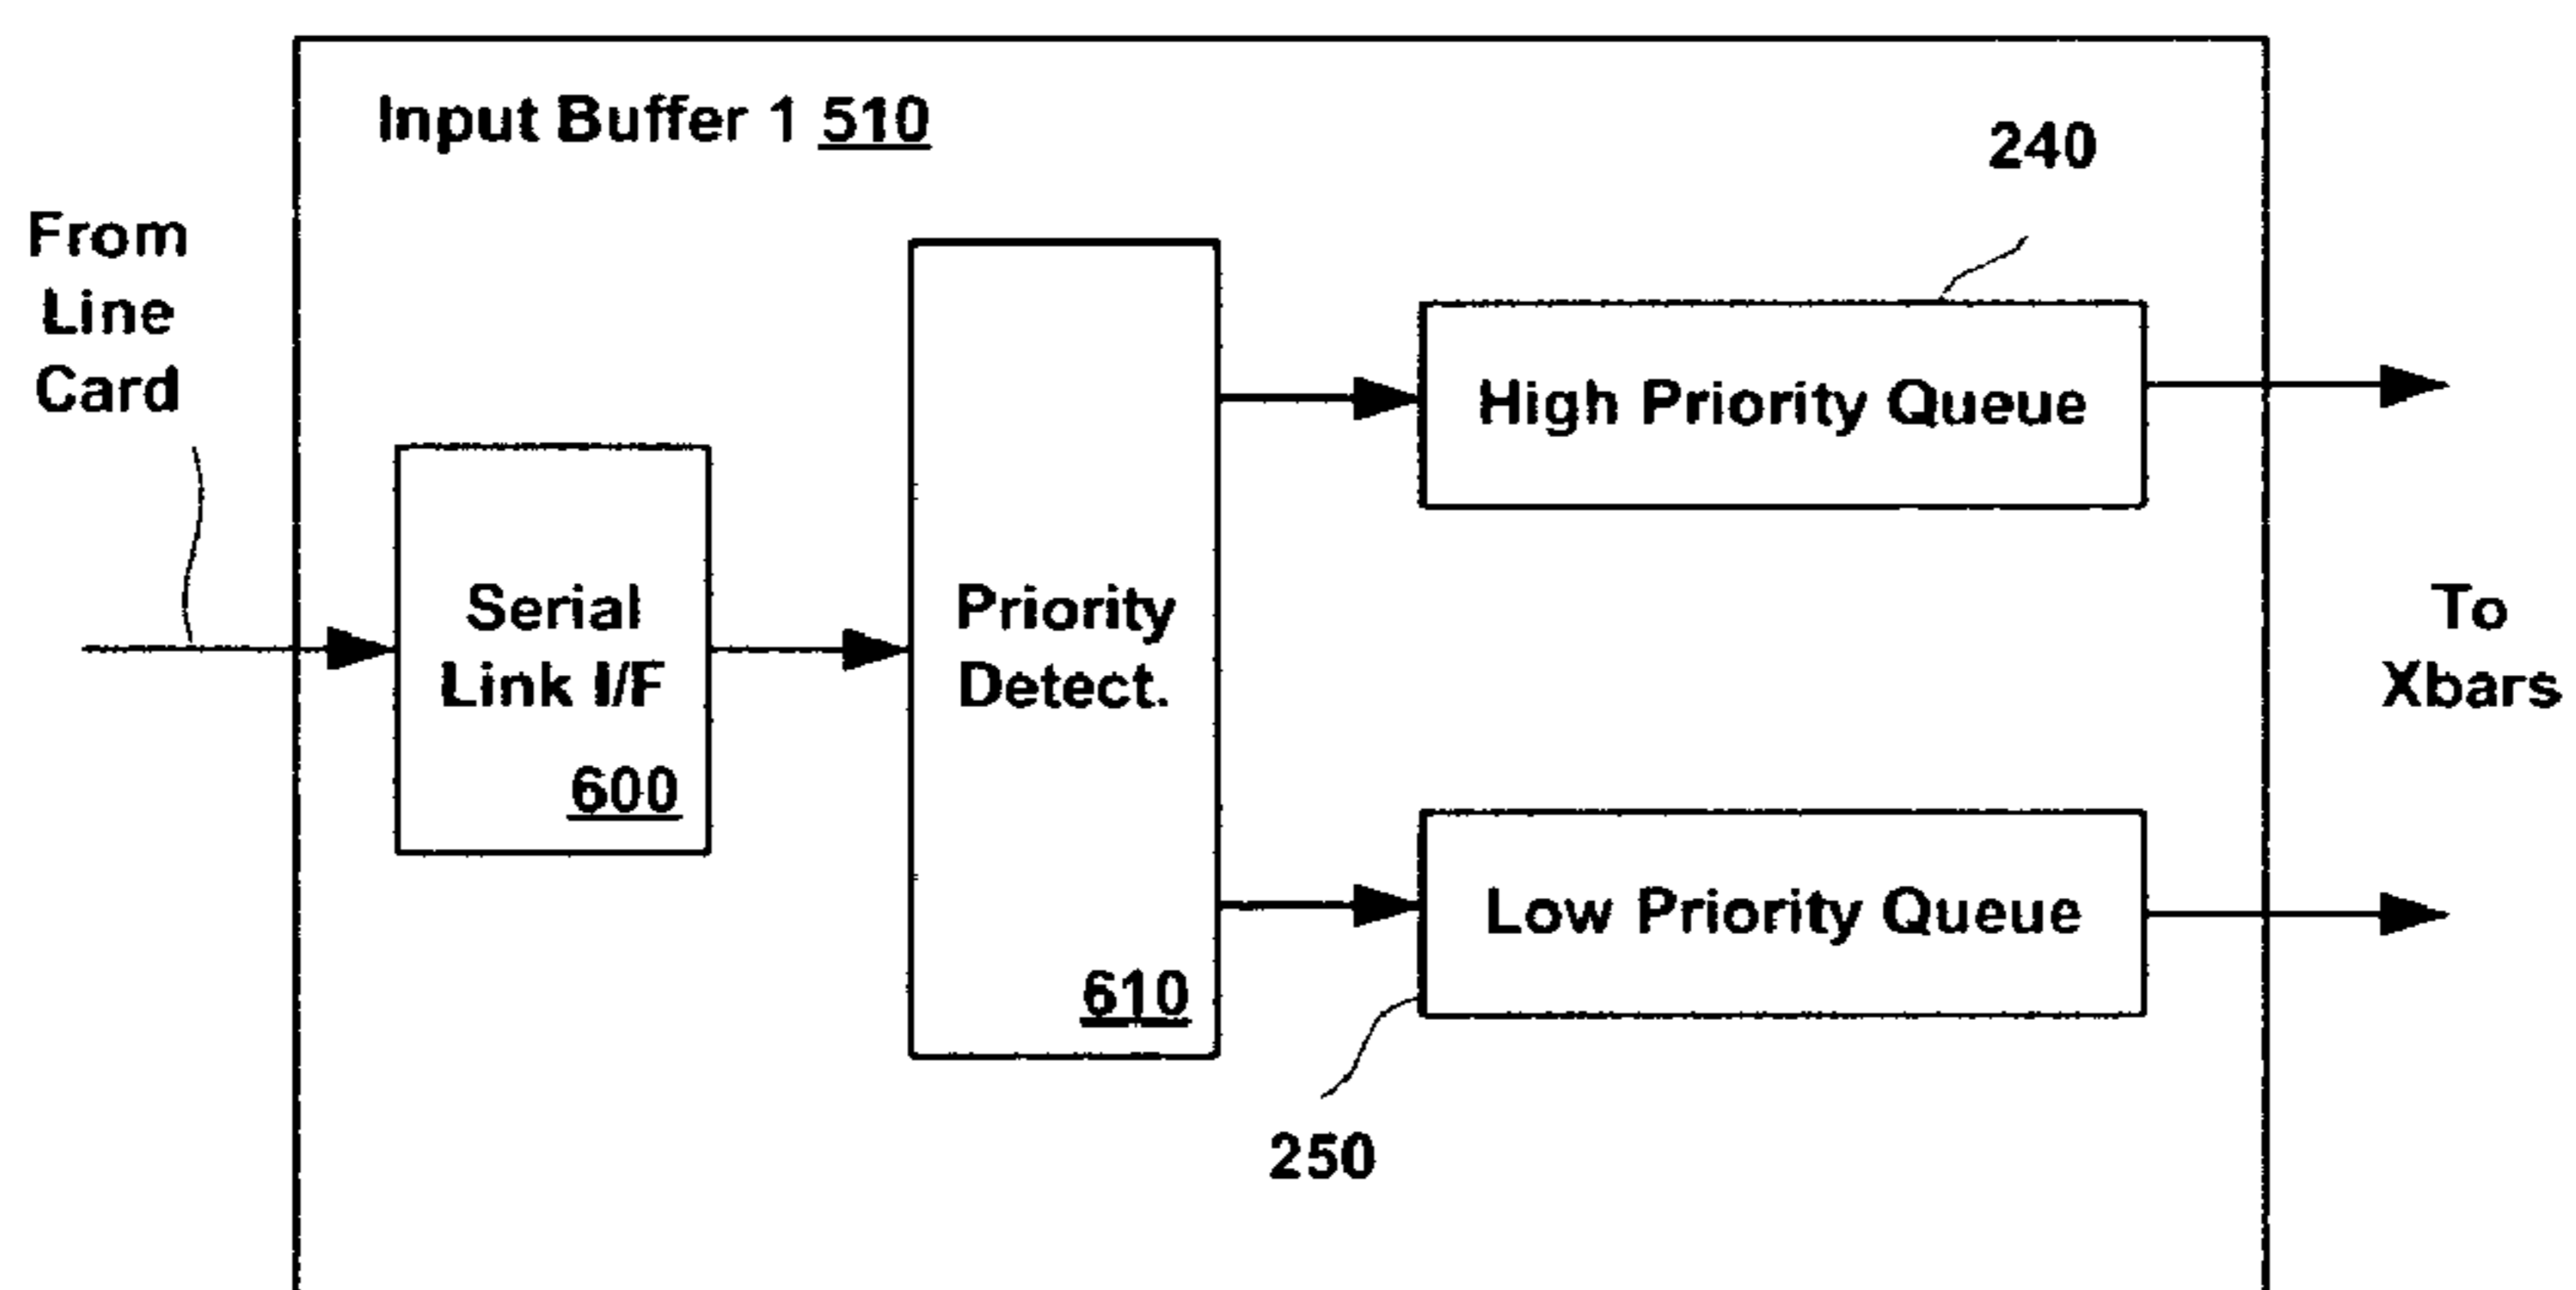 Input Buffer 1 510
240
From
Line
Card
High Priority Queue
Serial
Link I/F
600
Priority
Detect.
610
To
Xbars
Low Priority Queue
250